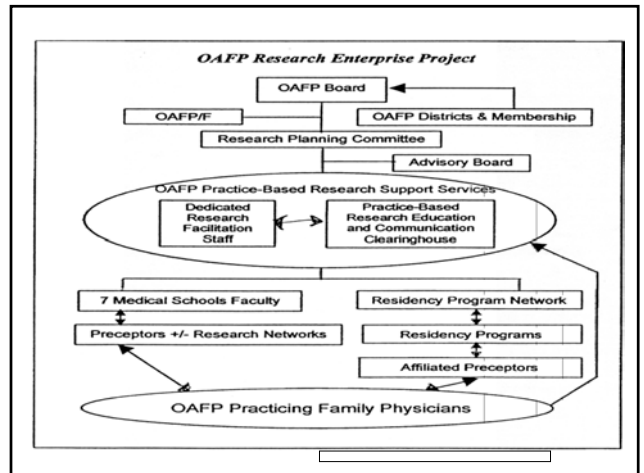 OAFP Research Enterprise Project
OAFP Board
OAFP/F
OAFP Districts & Membership
Research Planning Committee
Advisory Board
OAFP Practice-Based Research Support Services
Dedicated
Research
Facilitation
Staff
Practice-Based
Research Education
and Communication
Clearinghouse
7 Medical Schools Faculty
Residency Program Network
Preceptors +/- Research Networks
Residency Programs
Affiliated Preceptors
OAFP Practicing Family Physicians